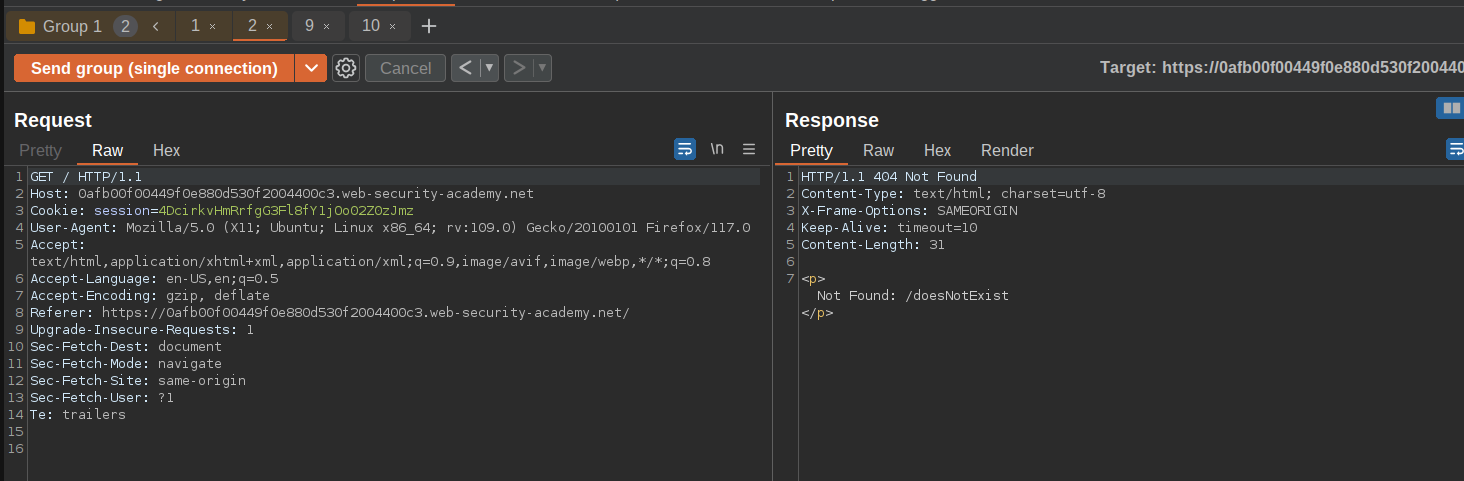 Group 1 2 < 1 × 2 × 9 × 10 × +
Send group (single connection) Cancel < ▼ > ▼ Target: https://0afb00f00449f0e880d530f200440
Request
Pretty Raw Hex \n
1 GET / HTTP/1.1
2 Host: 0afb00f00449f0e880d530f2004400c3.web-security-academy.net
3 Cookie: session=4DcirkvHmRrfgG3Fl8fY1jOoO2Z0zJmz
4 User-Agent: Mozilla/5.0 (X11; Ubuntu; Linux x86_64; rv:109.0) Gecko/20100101 Firefox/117.0
5 Accept:
text/html,application/xhtml+xml,application/xml;q=0.9,image/avif,image/webp,*/*;q=0.8
6 Accept-Language: en-US,en;q=0.5
7 Accept-Encoding: gzip, deflate
8 Referer: https://0afb00f00449f0e880d530f2004400c3.web-security-academy.net/
9 Upgrade-Insecure-Requests: 1
10 Sec-Fetch-Dest: document
11 Sec-Fetch-Mode: navigate
12 Sec-Fetch-Site: same-origin
13 Sec-Fetch-User: ?1
14 Te: trailers
15
16
Response
Pretty Raw Hex Render
1 HTTP/1.1 404 Not Found
2 Content-Type: text/html; charset=utf-8
3 X-Frame-Options: SAMEORIGIN
4 Keep-Alive: timeout=10
5 Content-Length: 31
6
7 <p>
Not Found: /doesNotExist
</p>